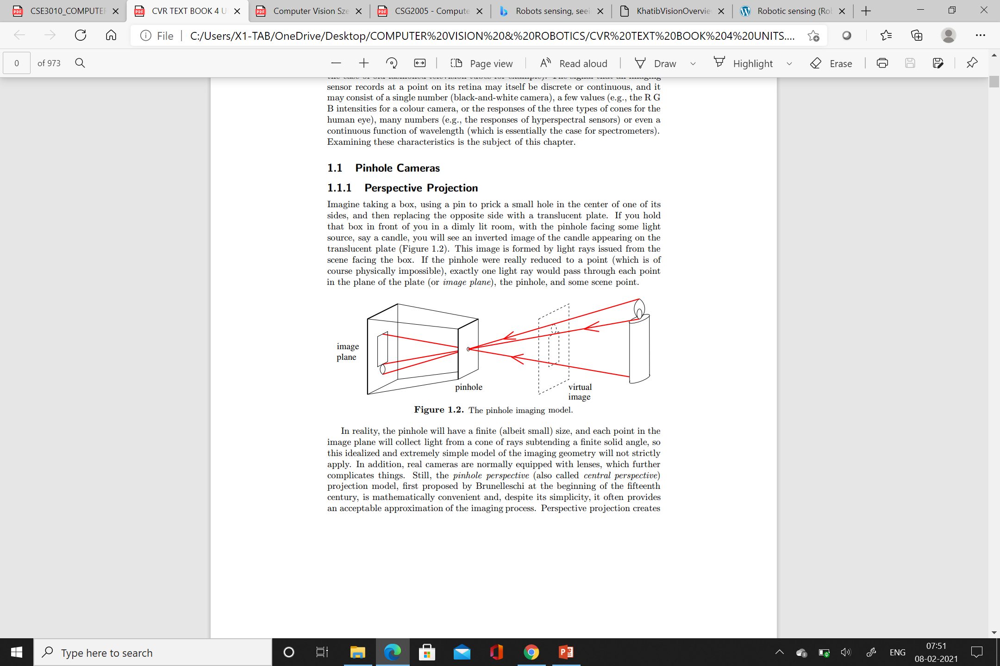 CSE3010_COMPUTER
CVR TEXT BOOK 4 U
Computer Vision Sze
CSG2005 - Compute
Robots sensing, seei
KhatibVisionOvervie
Robotic sensing (Rol
File
C:/Users/X1-TAB/OneDrive/Desktop/COMPUTER%20VISION%20&%20ROBOTICS/CVR%20TEXT%20BOOK%204%20UNITS....
0 of 973
Page view
Read aloud
Draw
Highlight
Erase
the case of old-fashioned television tubes for example). The signal that an imaging
sensor records at a point on its retina may itself be discrete or continuous, and it
may consist of a single number (black-and-white camera), a few values (e.g., the R G
B intensities for a colour camera, or the responses of the three types of cones for the
human eye), many numbers (e.g., the responses of hyperspectral sensors) or even a
continuous function of wavelength (which is essentially the case for spectrometers).
Examining these characteristics is the subject of this chapter.
1.1 Pinhole Cameras
1.1.1 Perspective Projection
Imagine taking a box, using a pin to prick a small hole in the center of one of its
sides, and then replacing the opposite side with a translucent plate. If you hold
that box in front of you in a dimly lit room, with the pinhole facing some light
source, say a candle, you will see an inverted image of the candle appearing on the
translucent plate (Figure 1.2). This image is formed by light rays issued from the
scene facing the box. If the pinhole were really reduced to a point (which is of
course physically impossible), exactly one light ray would pass through each point
in the plane of the plate (or image plane), the pinhole, and some scene point.
image
plane
pinhole
virtual
image
Figure 1.2. The pinhole imaging model.
In reality, the pinhole will have a finite (albeit small) size, and each point in the
image plane will collect light from a cone of rays subtending a finite solid angle, so
this idealized and extremely simple model of the imaging geometry will not strictly
apply. In addition, real cameras are normally equipped with lenses, which further
complicates things. Still, the pinhole perspective (also called central perspective)
projection model, first proposed by Brunelleschi at the beginning of the fifteenth
century, is mathematically convenient and, despite its simplicity, it often provides
an acceptable approximation of the imaging process. Perspective projection creates
Type here to search
ENG
07:51
08-02-2021